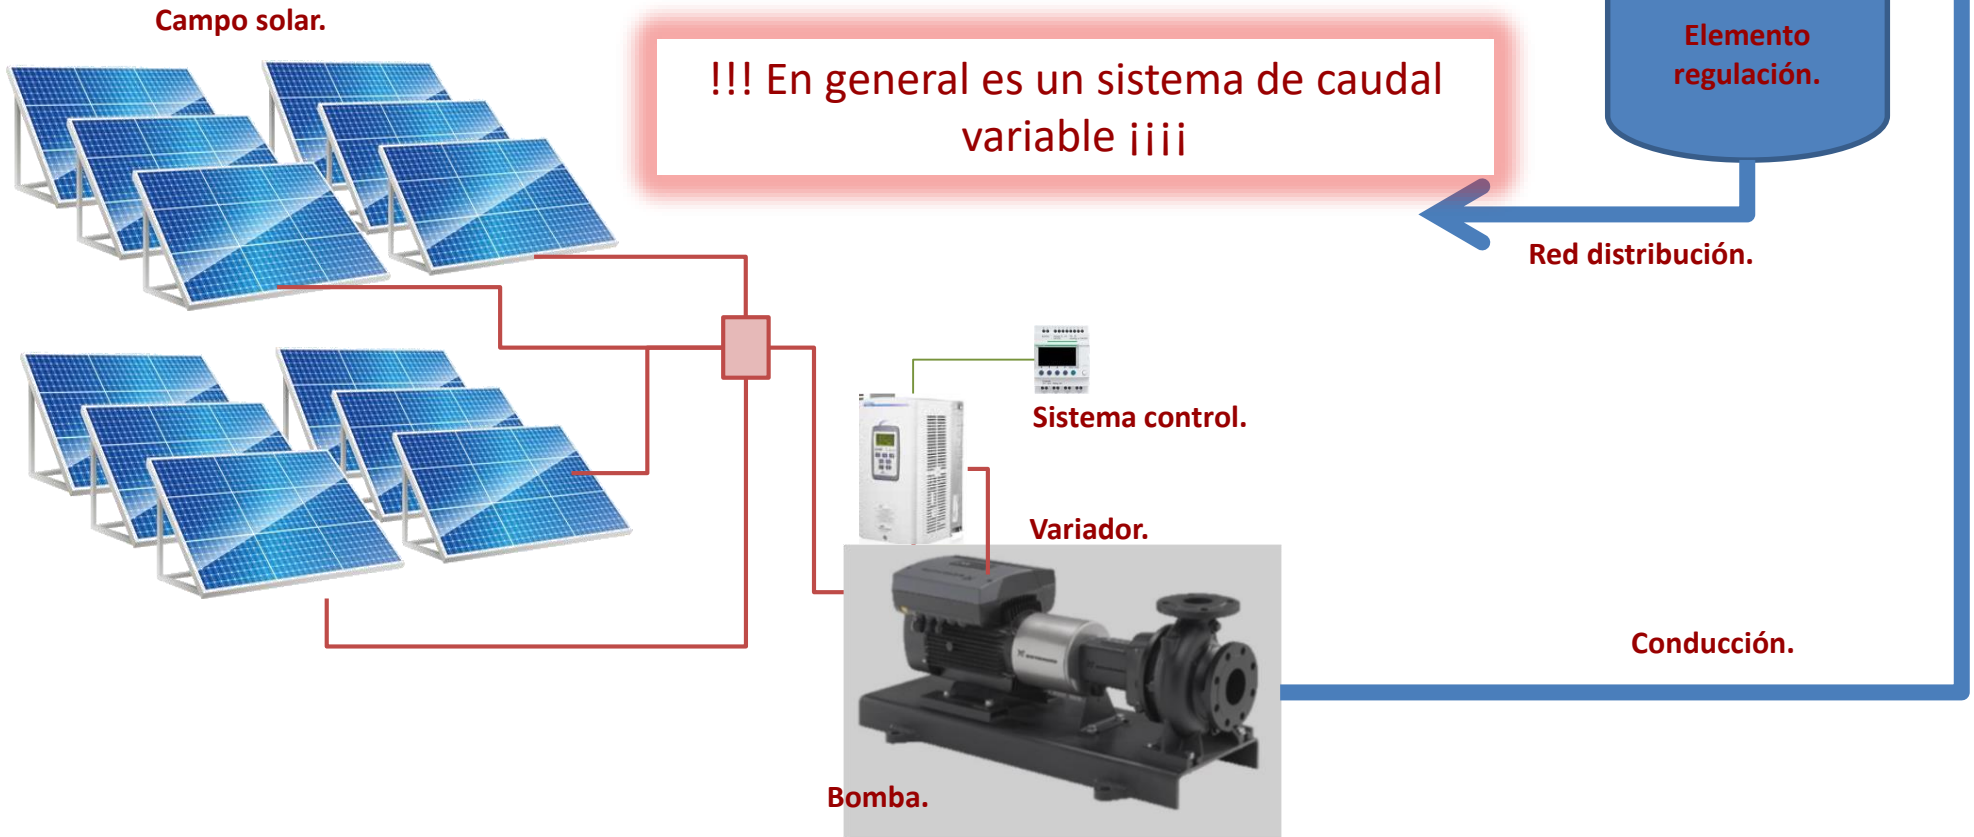 Campo solar.
!!! En general es un sistema de caudal
variable ¡¡¡¡
Elemento
regulación.
Red distribución.
Sistema control.
Variador.
Conducción.
Bomba.